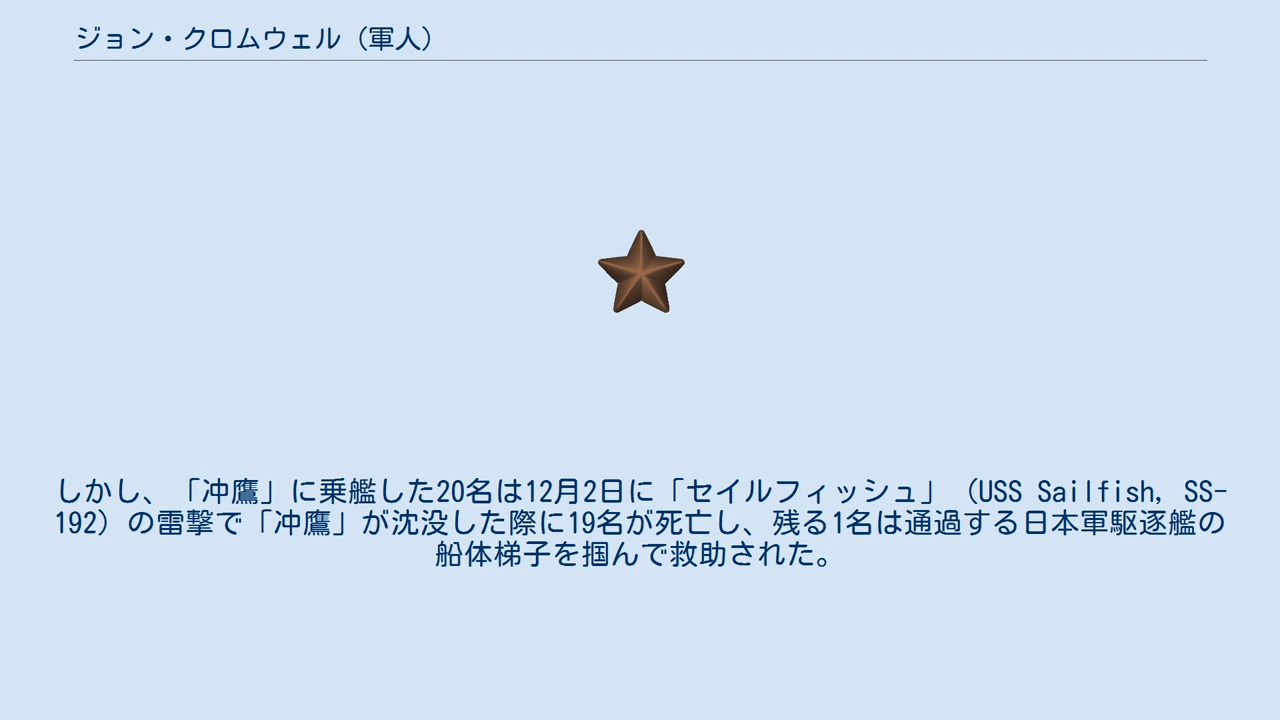 ジョン・クロムウェル（軍人）
しかし、「冲鷹」に乗艦した20名は12月2日に「セイルフィッシュ」（USS Sailfish, SS-
192）の雷撃で「冲鷹」が沈没した際に19名が死亡し、残る1名は通過する日本軍駆逐艦の
船体梯子を掴んで救助された。